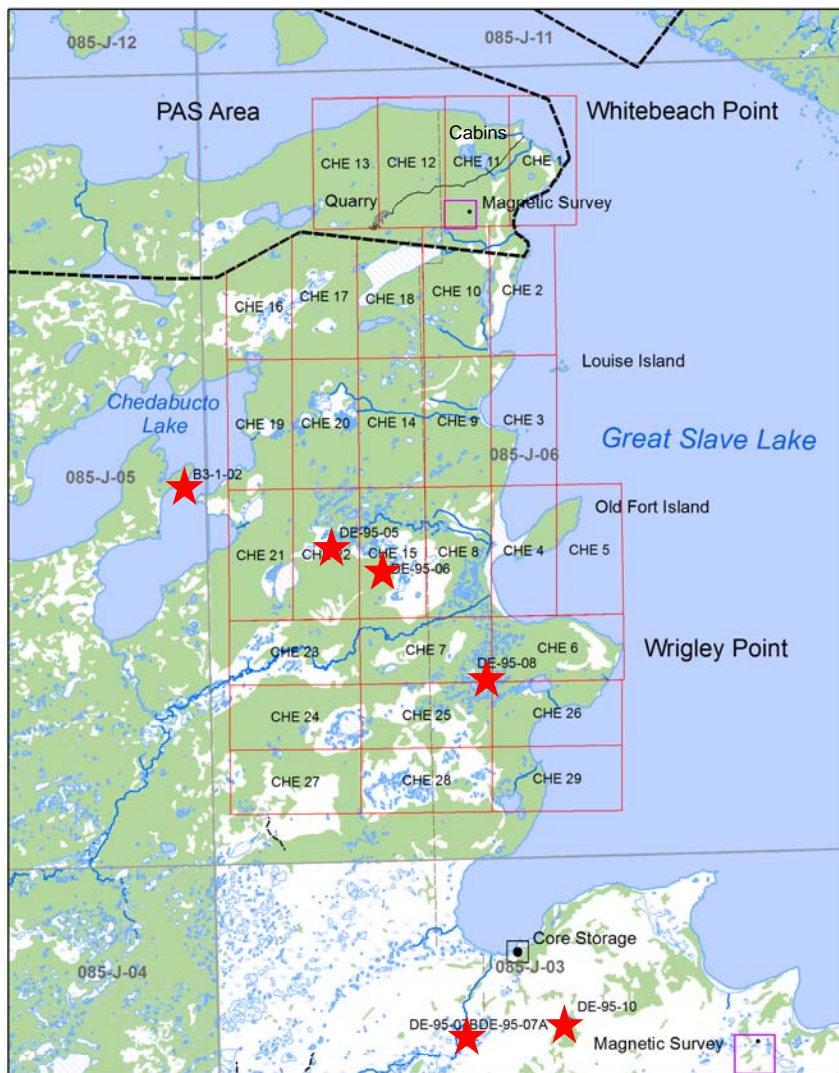 085-J-12
085-J-11
PAS Area
Whitebeach Point
Cabins
CHE 13
CHE 12
CHE 11
CHE 1
Quarry
Magnetic Survey
CHE 16
CHE 17
CHE 18
CHE 10
CHE 2
Louise Island
Chedabucto
Lake
CHE 19
CHE 20
CHE 14
CHE 9
CHE 3
Great Slave Lake
085-J-05
B3-1-02
085-J-06
Old Fort Island
DE-95-05
CHE 21
CHE 22
CHE 15
CHE 8
CHE 4
CHE 5
DE-95-06
CHE 23
CHE 7
CHE 6
Wrigley Point
DE-95-08
CHE 24
CHE 25
CHE 26
CHE 27
CHE 28
CHE 29
Core Storage
085-J-04
085-J-03
DE-95-10
DE-95-07BDE-95-07A
Magnetic Survey